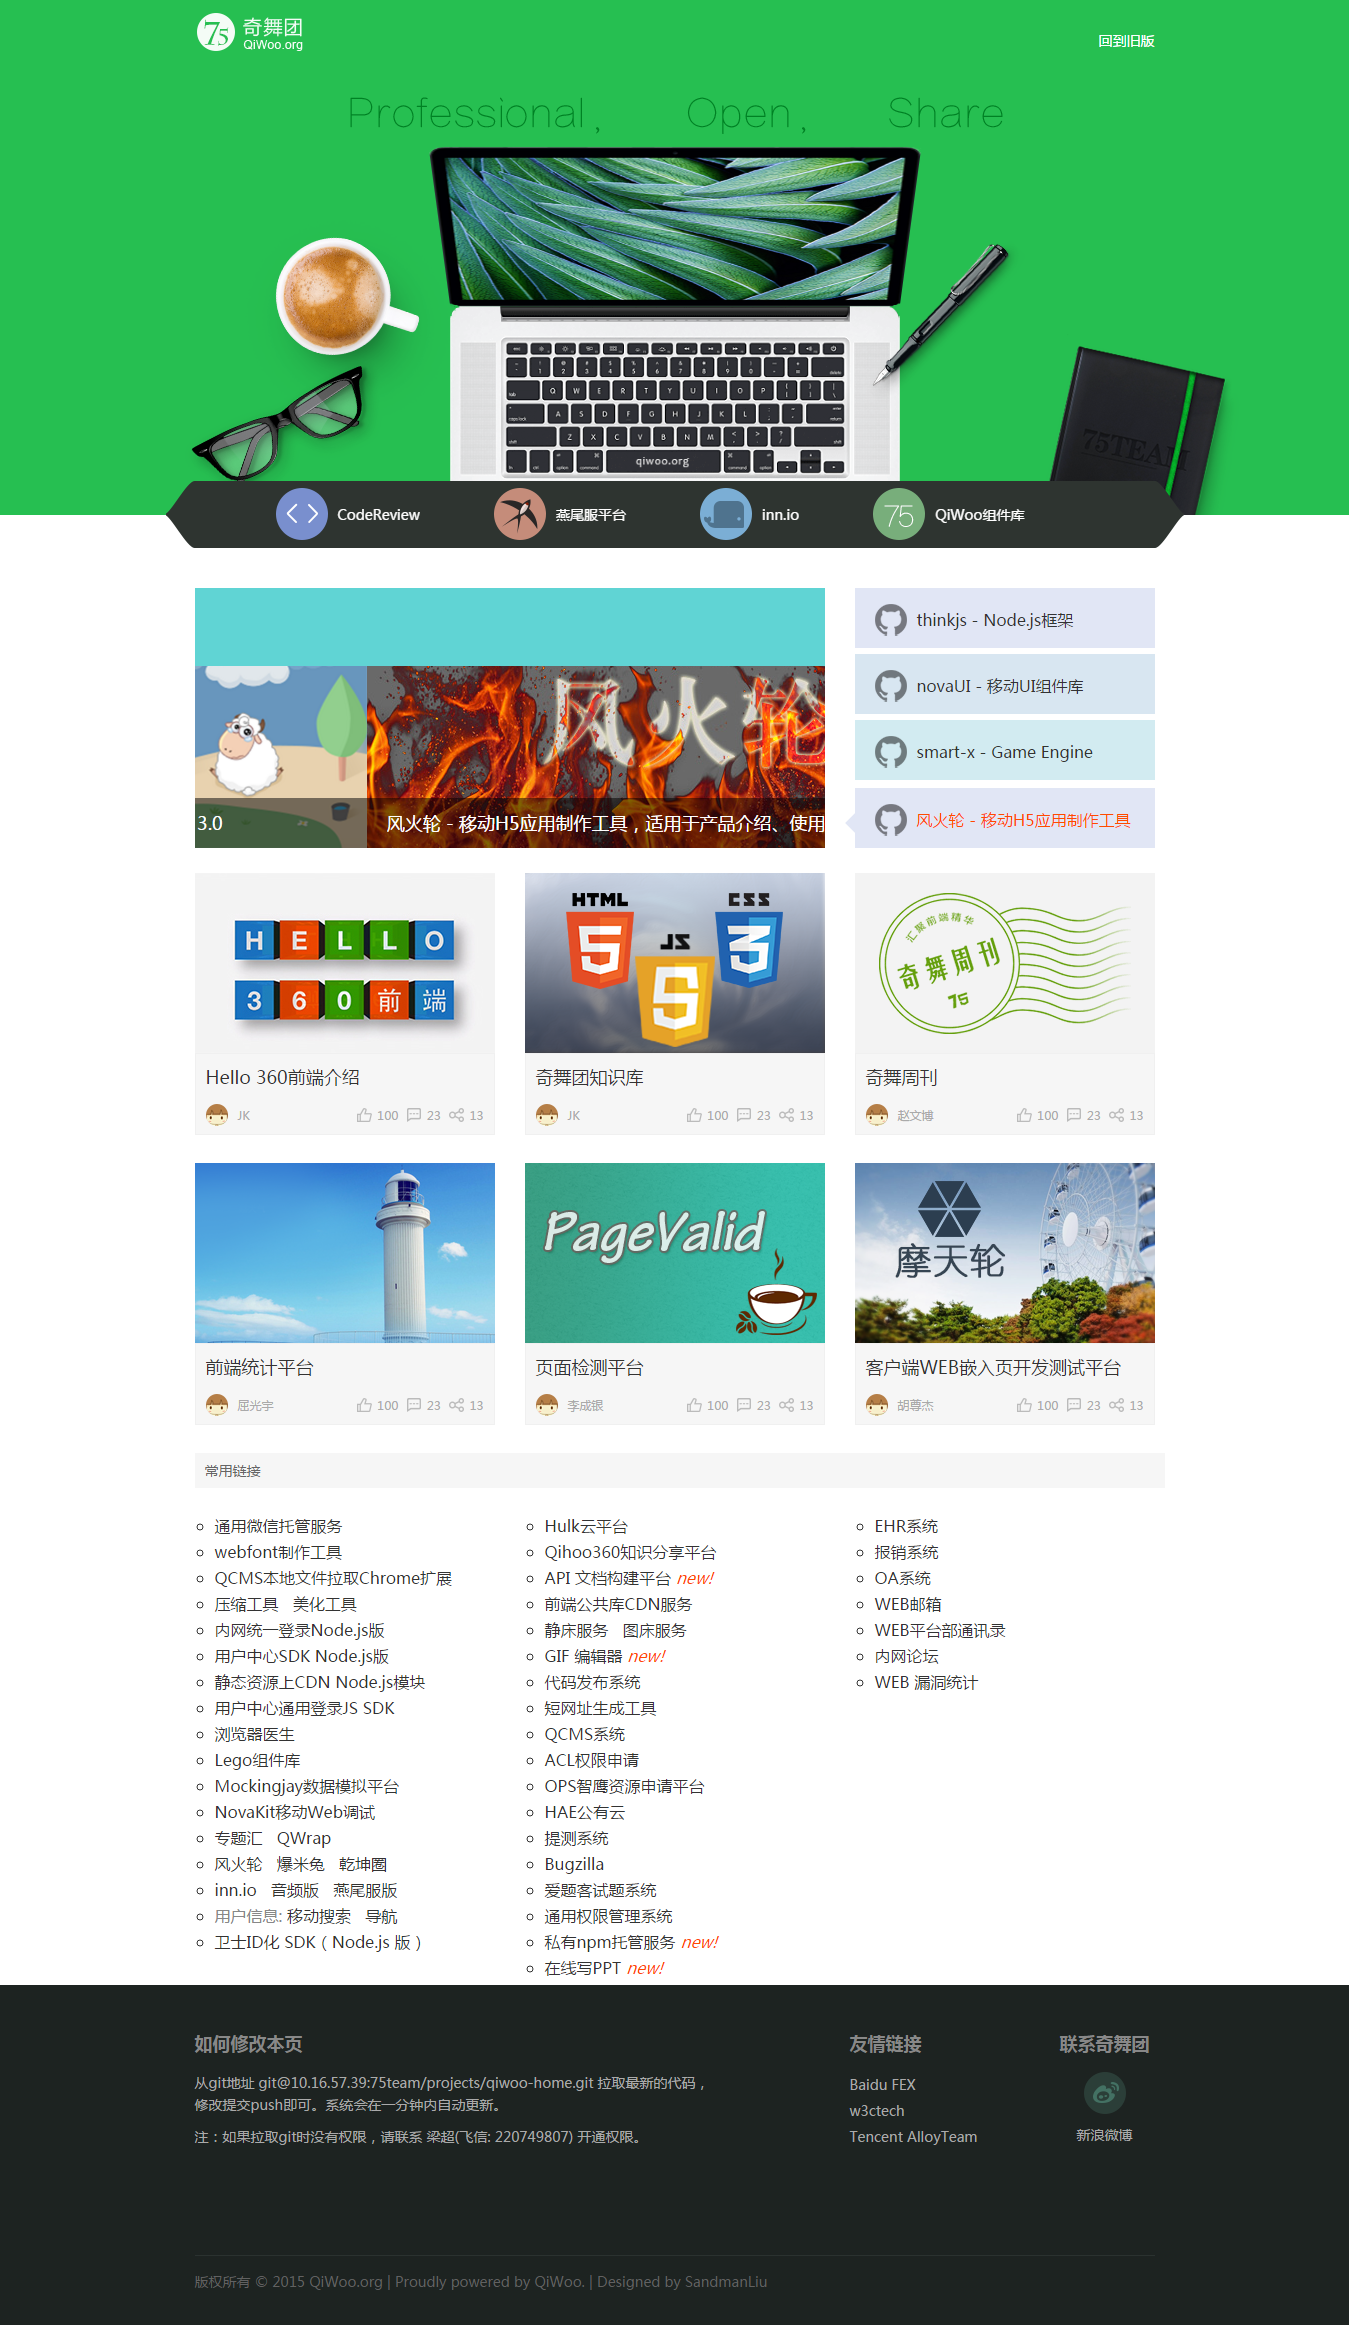 75 奇舞团
QiWoo.org
回到旧版
Professional, Open, Share
qiwoo.org
75TEAM
CodeReview
燕尾服平台
inn.io
75 QiWoo组件库
风火轮
3.0
风火轮 - 移动H5应用制作工具，适用于产品介绍、使用
thinkjs - Node.js框架
novaUI - 移动UI组件库
smart-x - Game Engine
风火轮 - 移动H5应用制作工具
HELLO
360前端
Hello 360前端介绍
JK 100 23 13
HTML CSS
JS
5 3
5
奇舞团知识库
JK 100 23 13
汇聚前端精华
奇舞周刊
75
奇舞周刊
赵文博 100 23 13
前端统计平台
屈光宇 100 23 13
PageValid
页面检测平台
李成银 100 23 13
摩天轮
客户端WEB嵌入页开发测试平台
胡尊杰 100 23 13
常用链接
通用微信托管服务
webfont制作工具
QCMS本地文件拉取Chrome扩展
压缩工具 美化工具
内网统一登录Node.js版
用户中心SDK Node.js版
静态资源上CDN Node.js模块
用户中心通用登录JS SDK
浏览器医生
Lego组件库
Mockingjay数据模拟平台
NovaKit移动Web调试
专题汇 QWrap
风火轮 爆米兔 乾坤圈
inn.io 音频版 燕尾服版
用户信息: 移动搜索 导航
卫士ID化 SDK ( Node.js 版 )
Hulk云平台
Qihoo360知识分享平台
API 文档构建平台 new!
前端公共库CDN服务
静床服务 图床服务
GIF 编辑器 new!
代码发布系统
短网址生成工具
QCMS系统
ACL权限申请
OPS智鹰资源申请平台
HAE公有云
提测系统
Bugzilla
爱题客试题系统
通用权限管理系统
私有npm托管服务 new!
在线写PPT new!
EHR系统
报销系统
OA系统
WEB邮箱
WEB平台部通讯录
内网论坛
WEB 漏洞统计
如何修改本页
从git地址 git@10.16.57.39:75team/projects/qiwoo-home.git 拉取最新的代码，
修改提交push即可。系统会在一分钟内自动更新。
注：如果拉取git时没有权限，请联系 梁超(飞信: 220749807) 开通权限。
友情链接
Baidu FEX
w3ctech
Tencent AlloyTeam
联系奇舞团
新浪微博
版权所有 © 2015 QiWoo.org | Proudly powered by QiWoo. | Designed by SandmanLiu